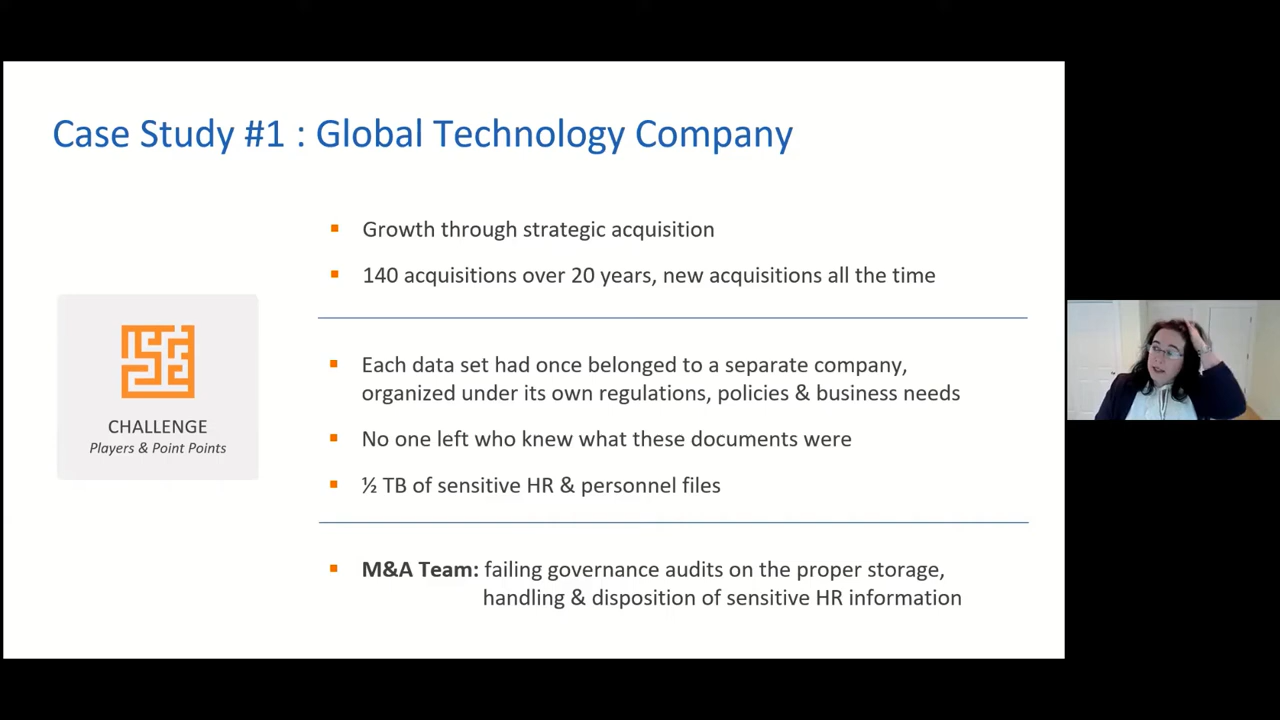 Case Study #1 : Global Technology Company
Growth through strategic acquisition
140 acquisitions over 20 years, new acquisitions all the time
Each data set had once belonged to a separate company,
organized under its own regulations, policies & business needs
No one left who knew what these documents were
½ TB of sensitive HR & personnel files
CHALLENGE
Players & Point Points
M&A Team: failing governance audits on the proper storage,
handling & disposition of sensitive HR information